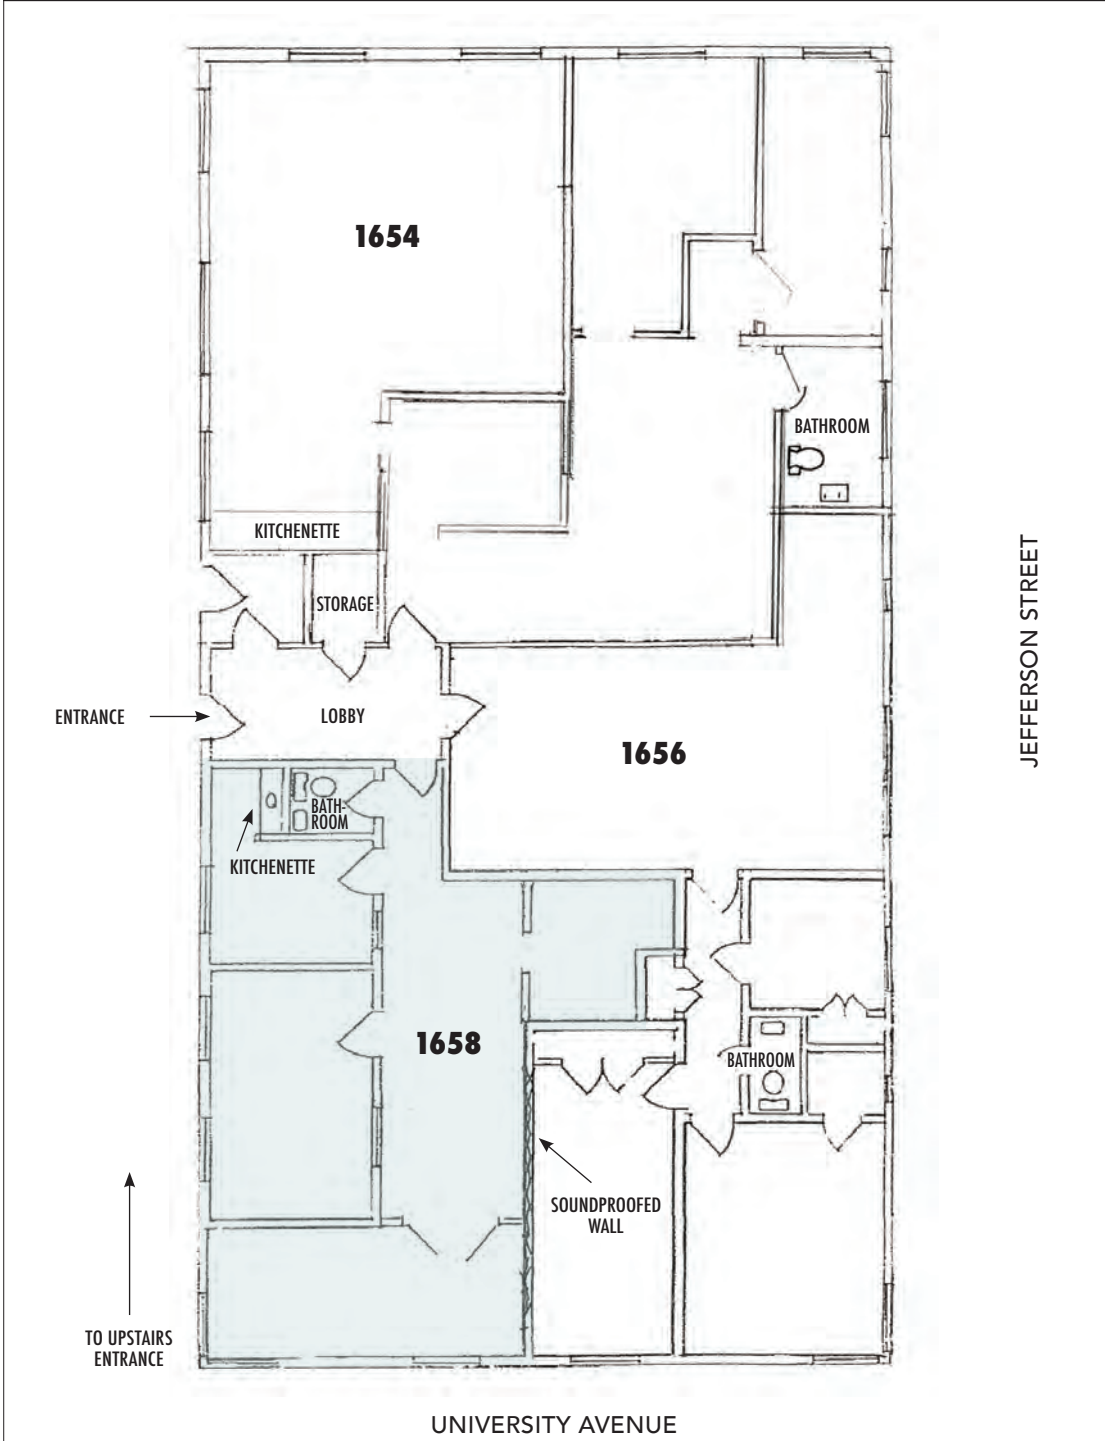 1654
BATHROOM
KITCHENETTE
STORAGE
JEFFERSON STREET
ENTRANCE
LOBBY
1656
BATH-
ROOM
KITCHENETTE
1658
BATHROOM
SOUNDPROOFED
WALL
TO UPSTAIRS
ENTRANCE
UNIVERSITY AVENUE